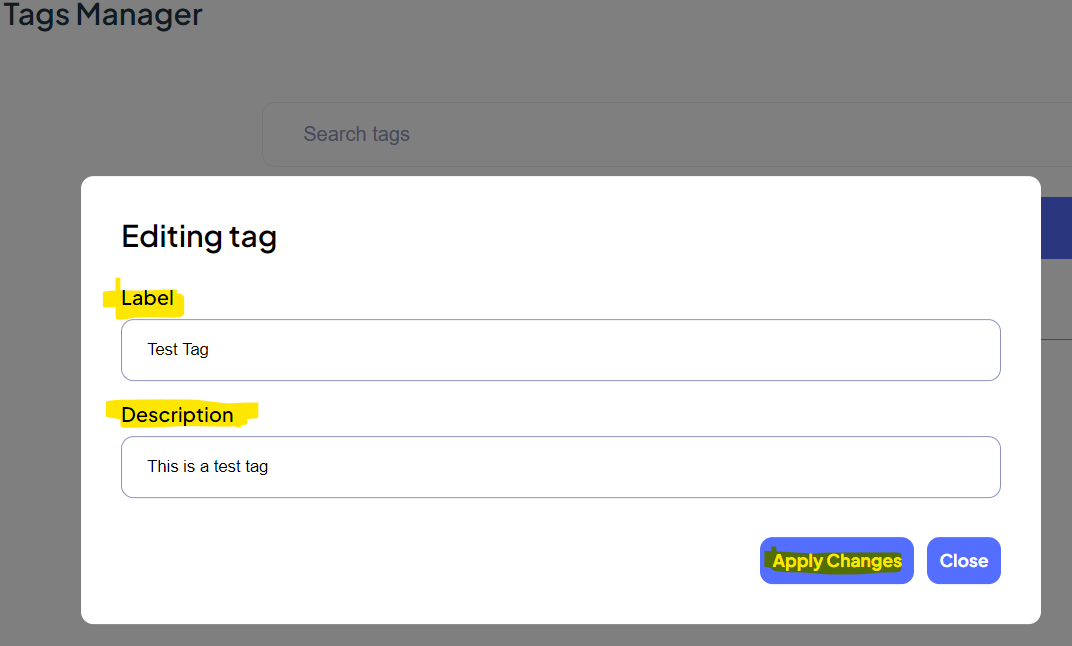 Tags Manager
Search tags
Editing tag
Label
Test Tag
Description
This is a test tag
Apply Changes Close